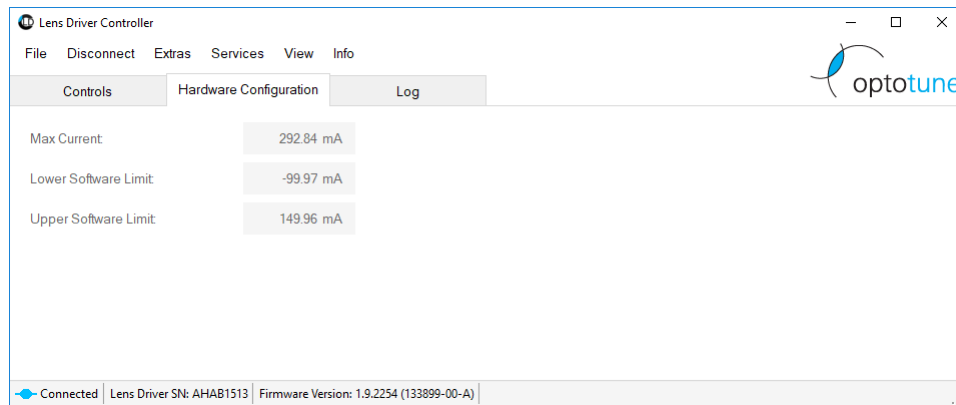 Lens Driver Controller
File Disconnect Extras Services View Info
optotune
Controls Hardware Configuration Log
Max Current: 292.84 mA
Lower Software Limit: -99.97 mA
Upper Software Limit: 149.96 mA
Connected Lens Driver SN: AHAB1513 Firmware Version: 1.9.2254 (133899-00-A)